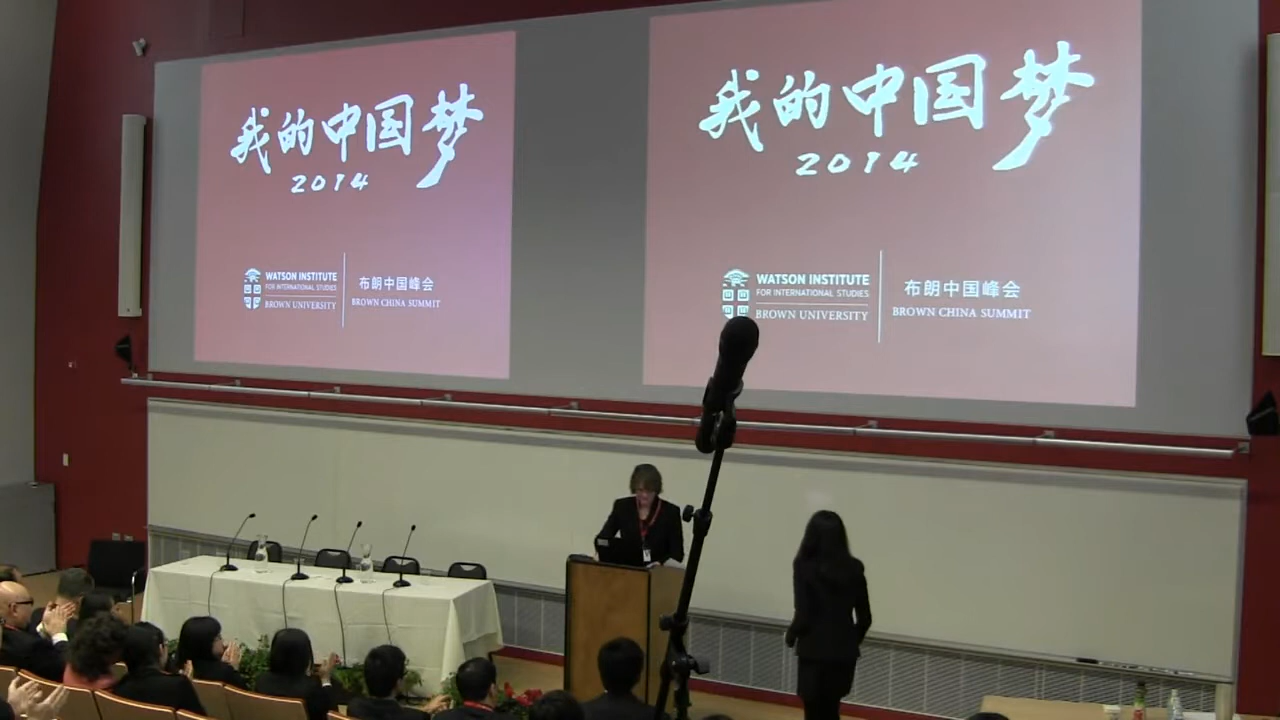 我的中国梦
2014
WATSON INSTITUTE
FOR INTERNATIONAL STUDIES
BROWN UNIVERSITY
布朗中国峰会
BROWN CHINA SUMMIT
我的中国梦
2014
WATSON INSTITUTE
FOR INTERNATIONAL STUDIES
BROWN UNIVERSITY
布朗中国峰会
BROWN CHINA SUMMIT